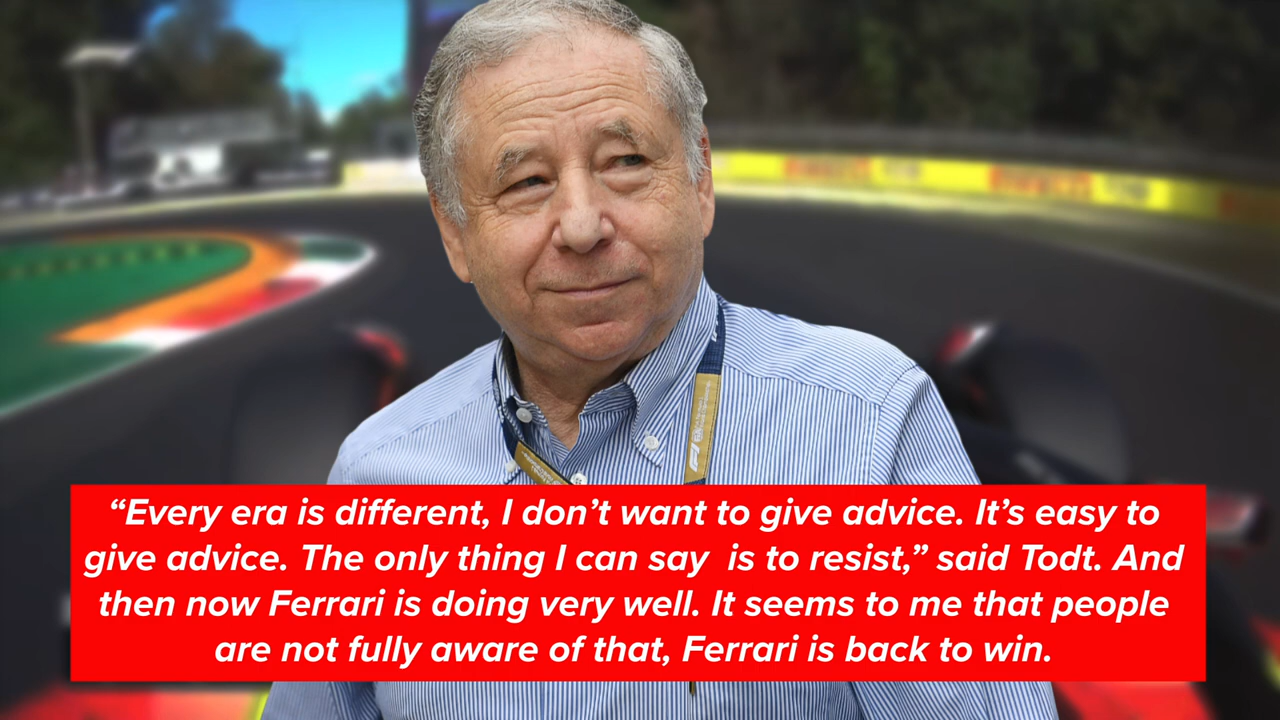 PIRELLI
PIRELLI
“Every era is different, I don’t want to give advice. It’s easy to
give advice. The only thing I can say  is to resist,” said Todt. And
then now Ferrari is doing very well. It seems to me that people
are not fully aware of that, Ferrari is back to win.